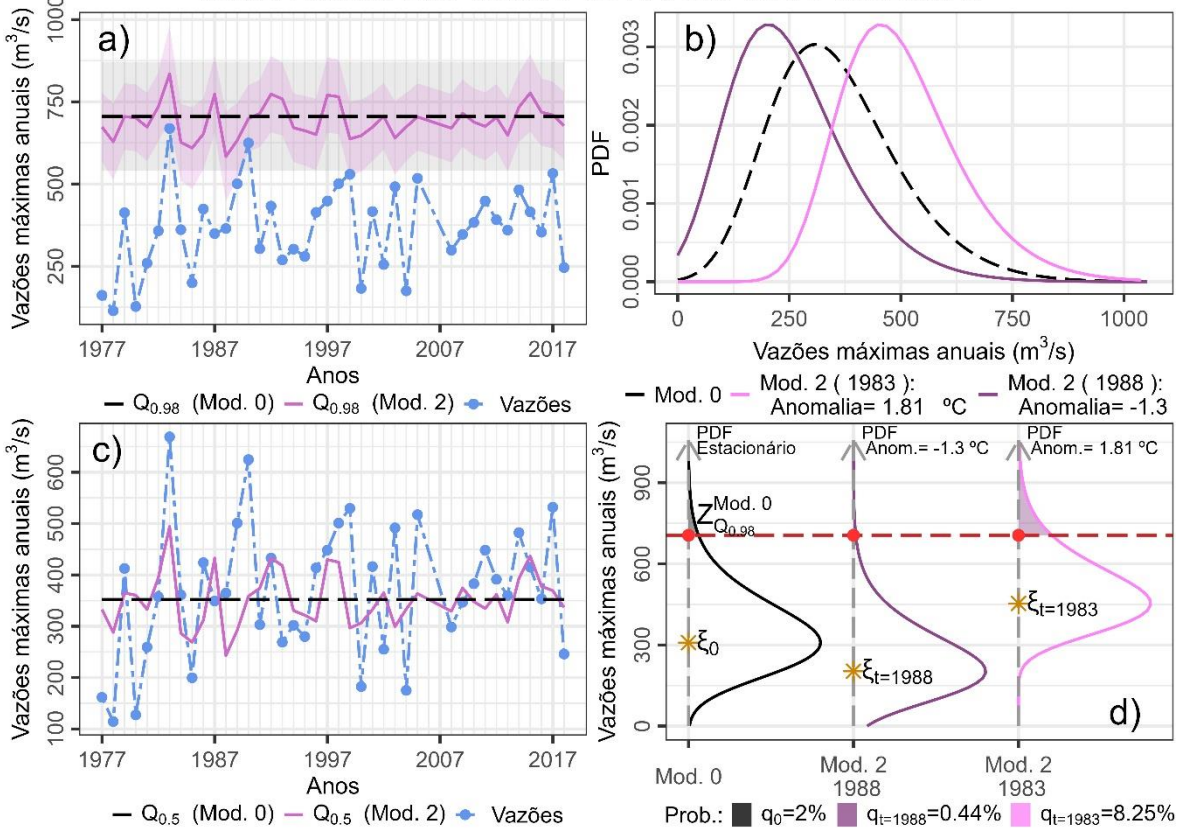 a)
Vazões máximas anuais (m³/s)
1000
750
500
250
1977 1987 1997 2007 2017
Anos
Q0.98 (Mod. 0) Q0.98 (Mod. 2) Vazões
b)
PDF
0.003
0.002
0.001
0.000
0 250 500 750 1000
Vazões máximas anuais (m³/s)
Mod. 0 Mod. 2 ( 1983 ): Mod. 2 ( 1988 ):
Anomalia= 1.81 ºC Anomalia= -1.3
c)
Vazões máximas anuais (m³/s)
600
500
400
300
200
100
1977 1987 1997 2007 2017
Anos
Q0.5 (Mod. 0) Q0.5 (Mod. 2) Vazões
d)
Vazões máximas anuais (m³/s)
900
600
300
0
PDF PDF PDF
Estacionário Anom.= -1.3 ºC Anom.= 1.81 ºC
Mod. 0
Z
Q0.98
ξ0
ξt=1988
ξt=1983
Mod. 0 Mod. 2 Mod. 2
1988 1983
Prob.: q0=2% qt=1988=0.44% qt=1983=8.25%